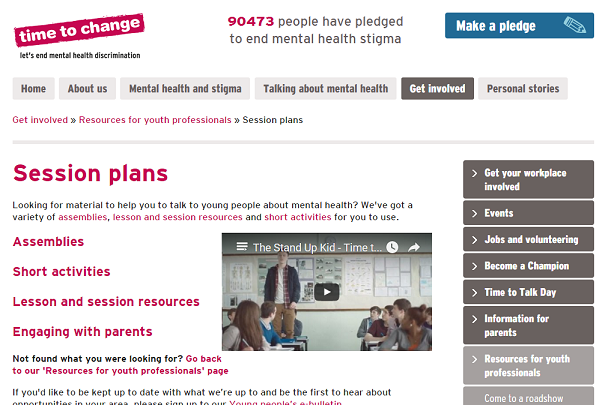 time to change
let's end mental health discrimination
90473 people have pledged
to end mental health stigma
Make a pledge
Home
About us
Mental health and stigma
Talking about mental health
Get involved
Personal stories
Get involved » Resources for youth professionals » Session plans
Session plans
Looking for material to help you to talk to young people about mental health? We've got a
variety of assemblies, lesson and session resources and short activities for you to use.
Assemblies
Short activities
Lesson and session resources
Engaging with parents
The Stand Up Kid - Time t...
Not found what you were looking for? Go back
to our 'Resources for youth professionals' page
If you'd like to be kept up to date with what we're up to and be the first to hear about
opportunities in your area, please sign up to our Young people's e-bulletin
Get your workplace
involved
Events
Jobs and volunteering
Become a Champion
Time to Talk Day
Information for
parents
Resources for youth
professionals
Come to a roadshow